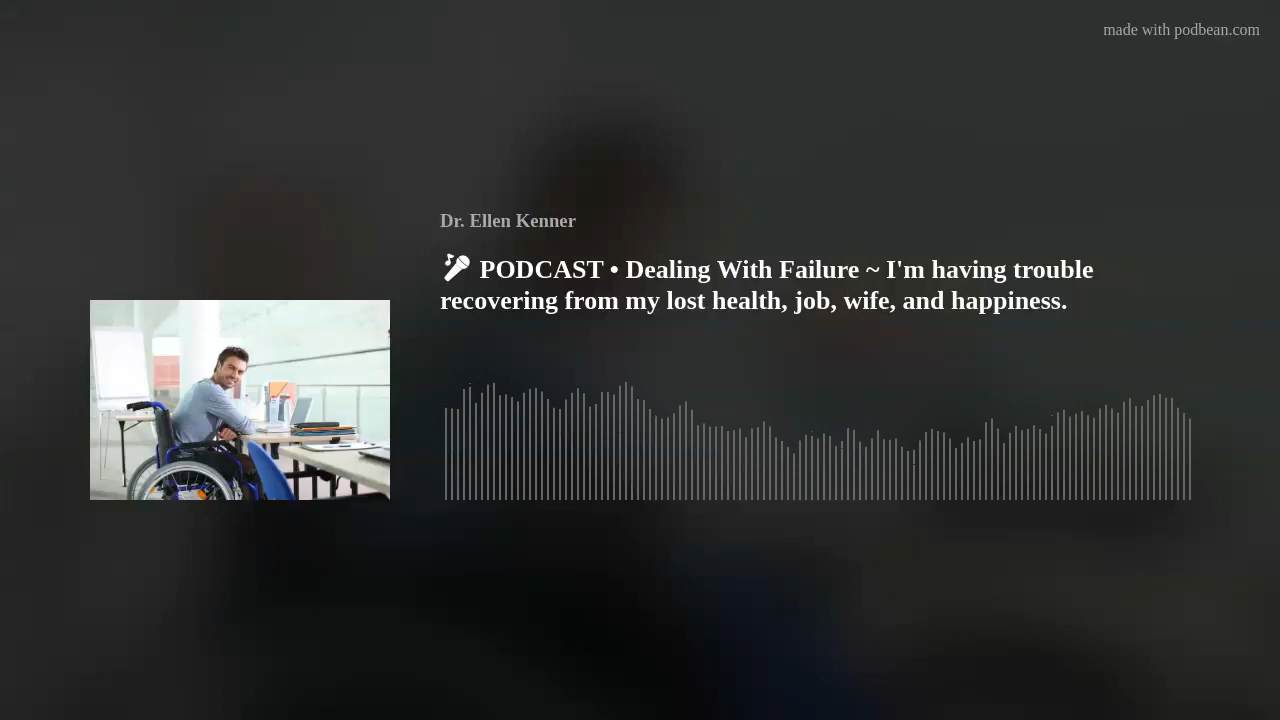 made with podbean.com
Dr. Ellen Kenner
🎤 PODCAST • Dealing With Failure ~ I'm having trouble
recovering from my lost health, job, wife, and happiness.